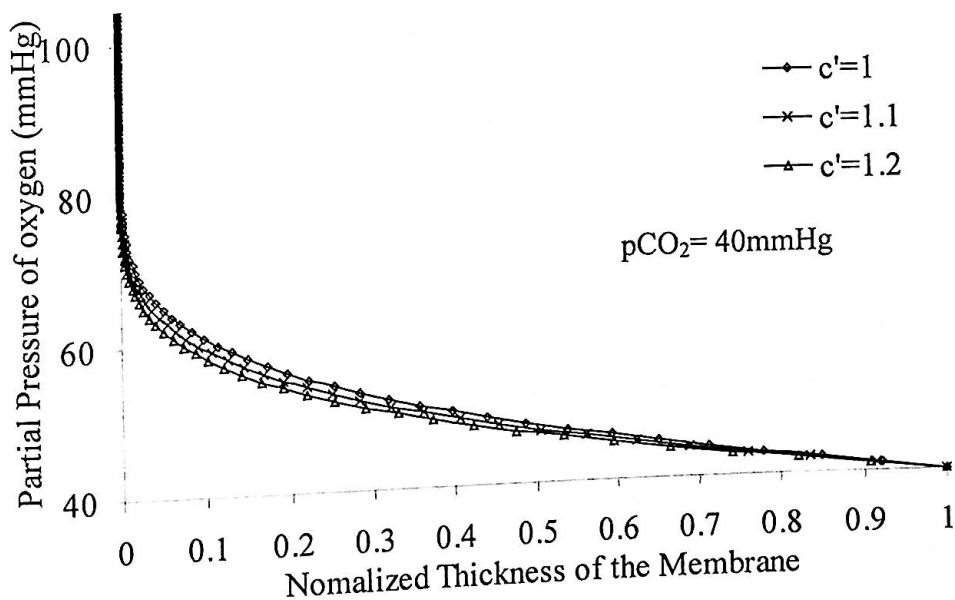 Partial Pressure of oxygen (mmHg)
100
80
60
40
c'=1
c'=1.1
c'=1.2
pCO₂= 40mmHg
0 0.1 0.2 0.3 0.4 0.5 0.6 0.7 0.8 0.9 1
Nomalized Thickness of the Membrane